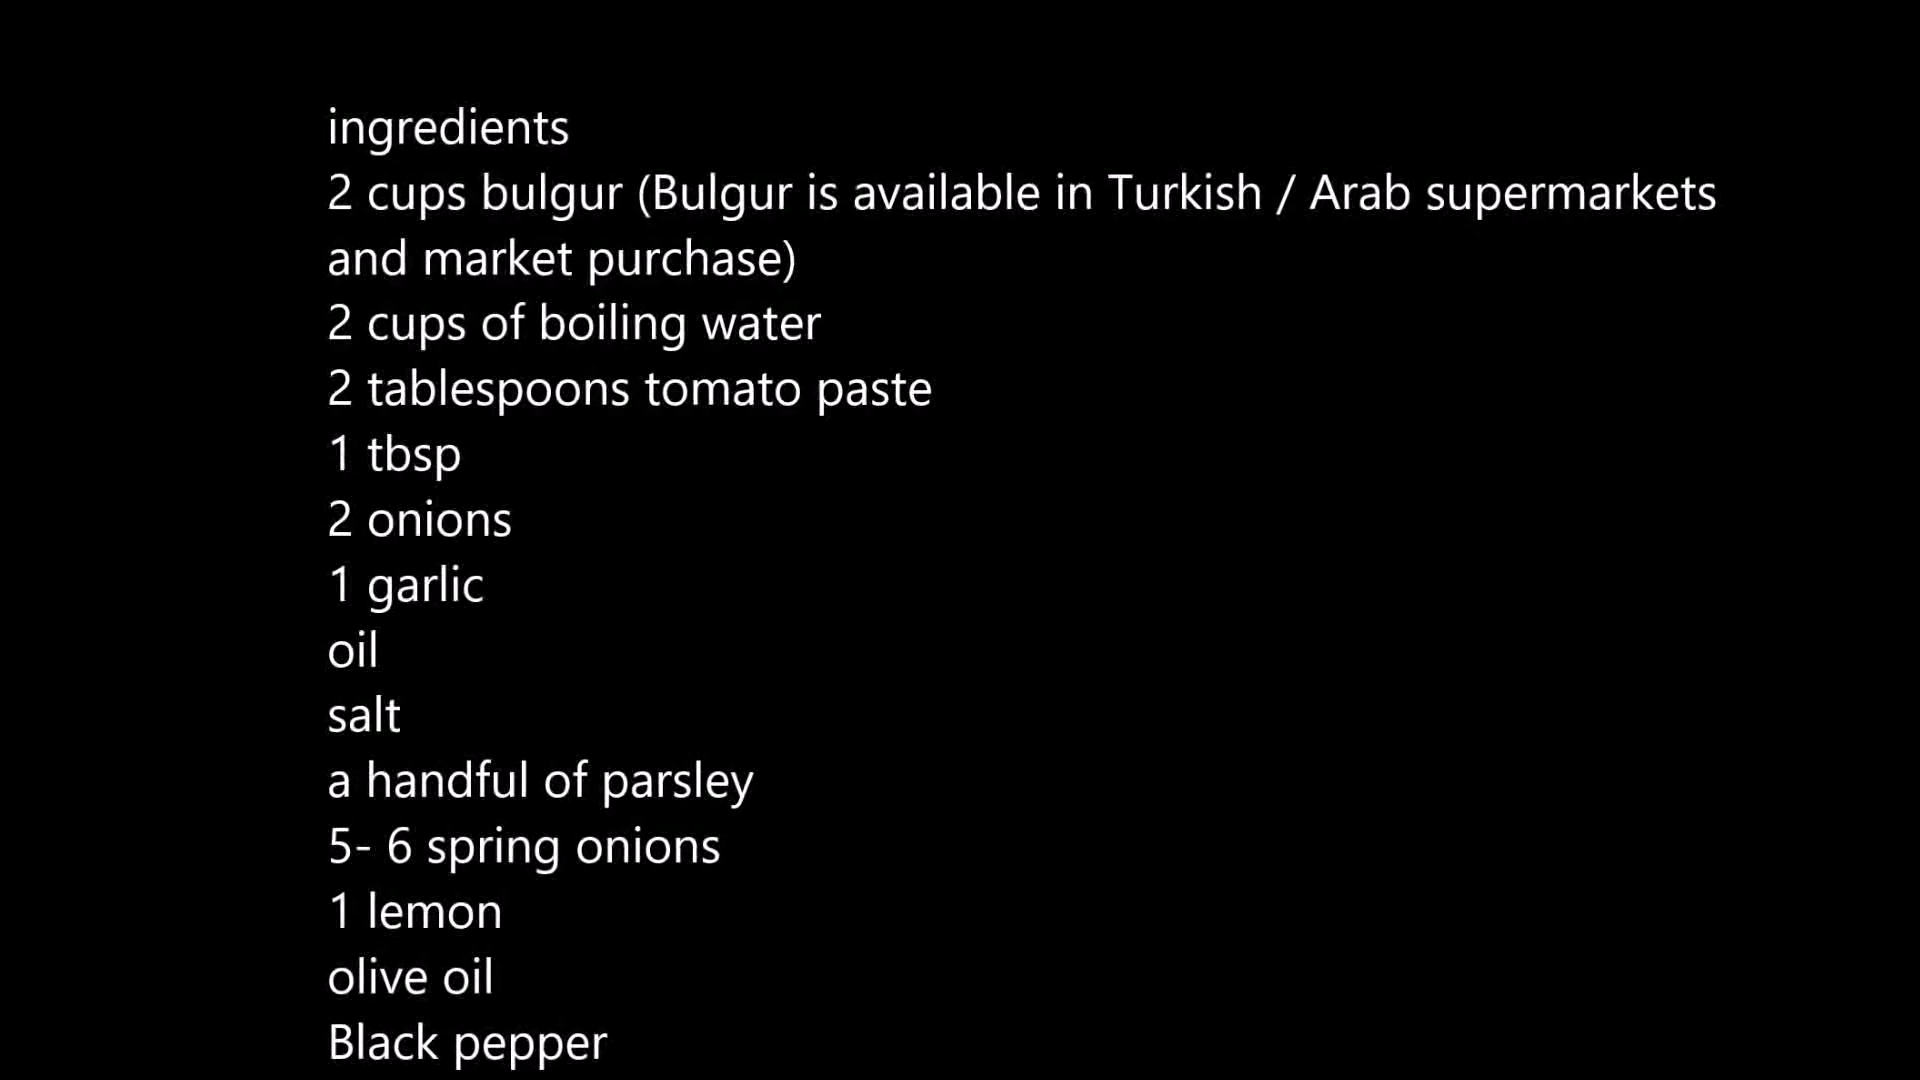 ingredients
2 cups bulgur (Bulgur is available in Turkish / Arab supermarkets
and market purchase)
2 cups of boiling water
2 tablespoons tomato paste
1 tbsp
2 onions
1 garlic
oil
salt
a handful of parsley
5- 6 spring onions
1 lemon
olive oil
Black pepper